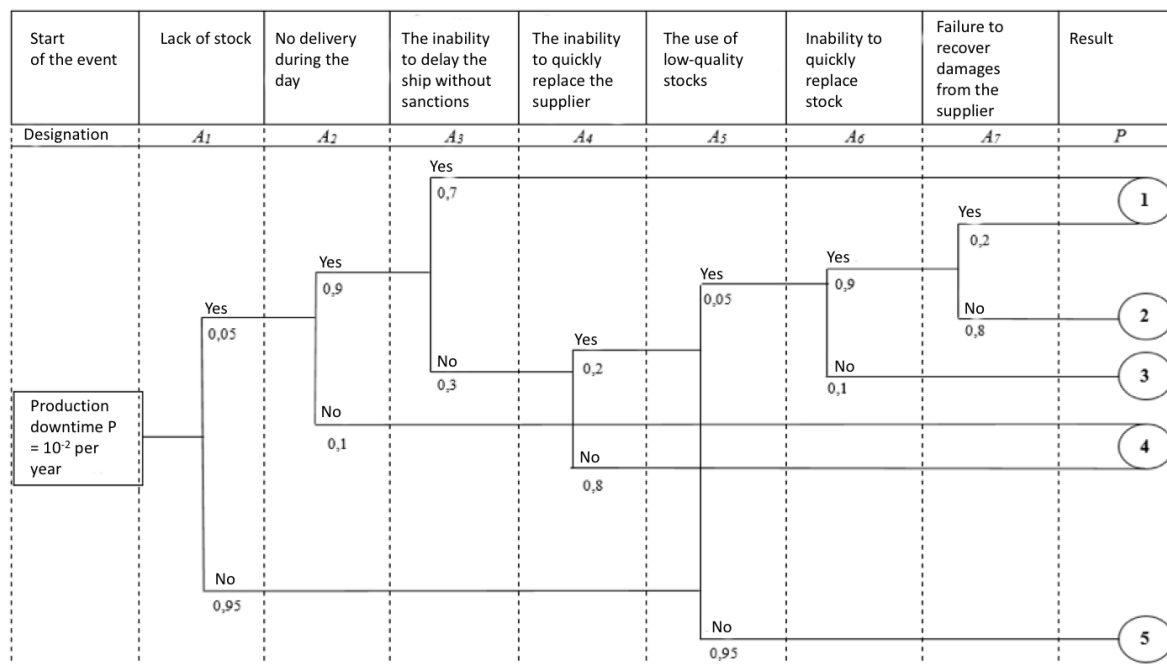 Start
of the event
Lack of stock
No delivery
during the
day
The inability
to delay the
ship without
sanctions
The inability
to quickly
replace the
supplier
The use of
low-quality
stocks
Inability to
quickly
replace
stock
Failure to
recover
damages
from the
supplier
Result
Designation
A1
A2
A3
A4
A5
A6
A7
P
Yes
0,7
1
Yes
0,2
Yes
0,9
Yes
0,9
Yes
0,05
Yes
0,05
No
0,8
2
Yes
0,2
No
0,3
No
0,1
3
Production
downtime P
= 10-2 per
year
No
0,1
4
No
0,8
No
0,95
No
0,95
5